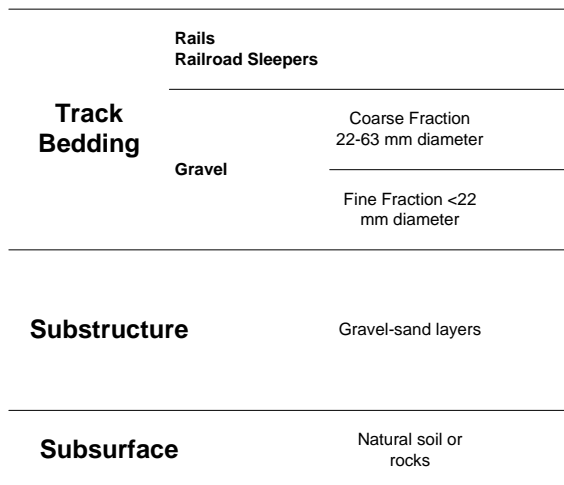 Rails
Railroad Sleepers
Track
Bedding
Coarse Fraction
22-63 mm diameter
Gravel
Fine Fraction <22
mm diameter
Substructure
Gravel-sand layers
Subsurface
Natural soil or
rocks